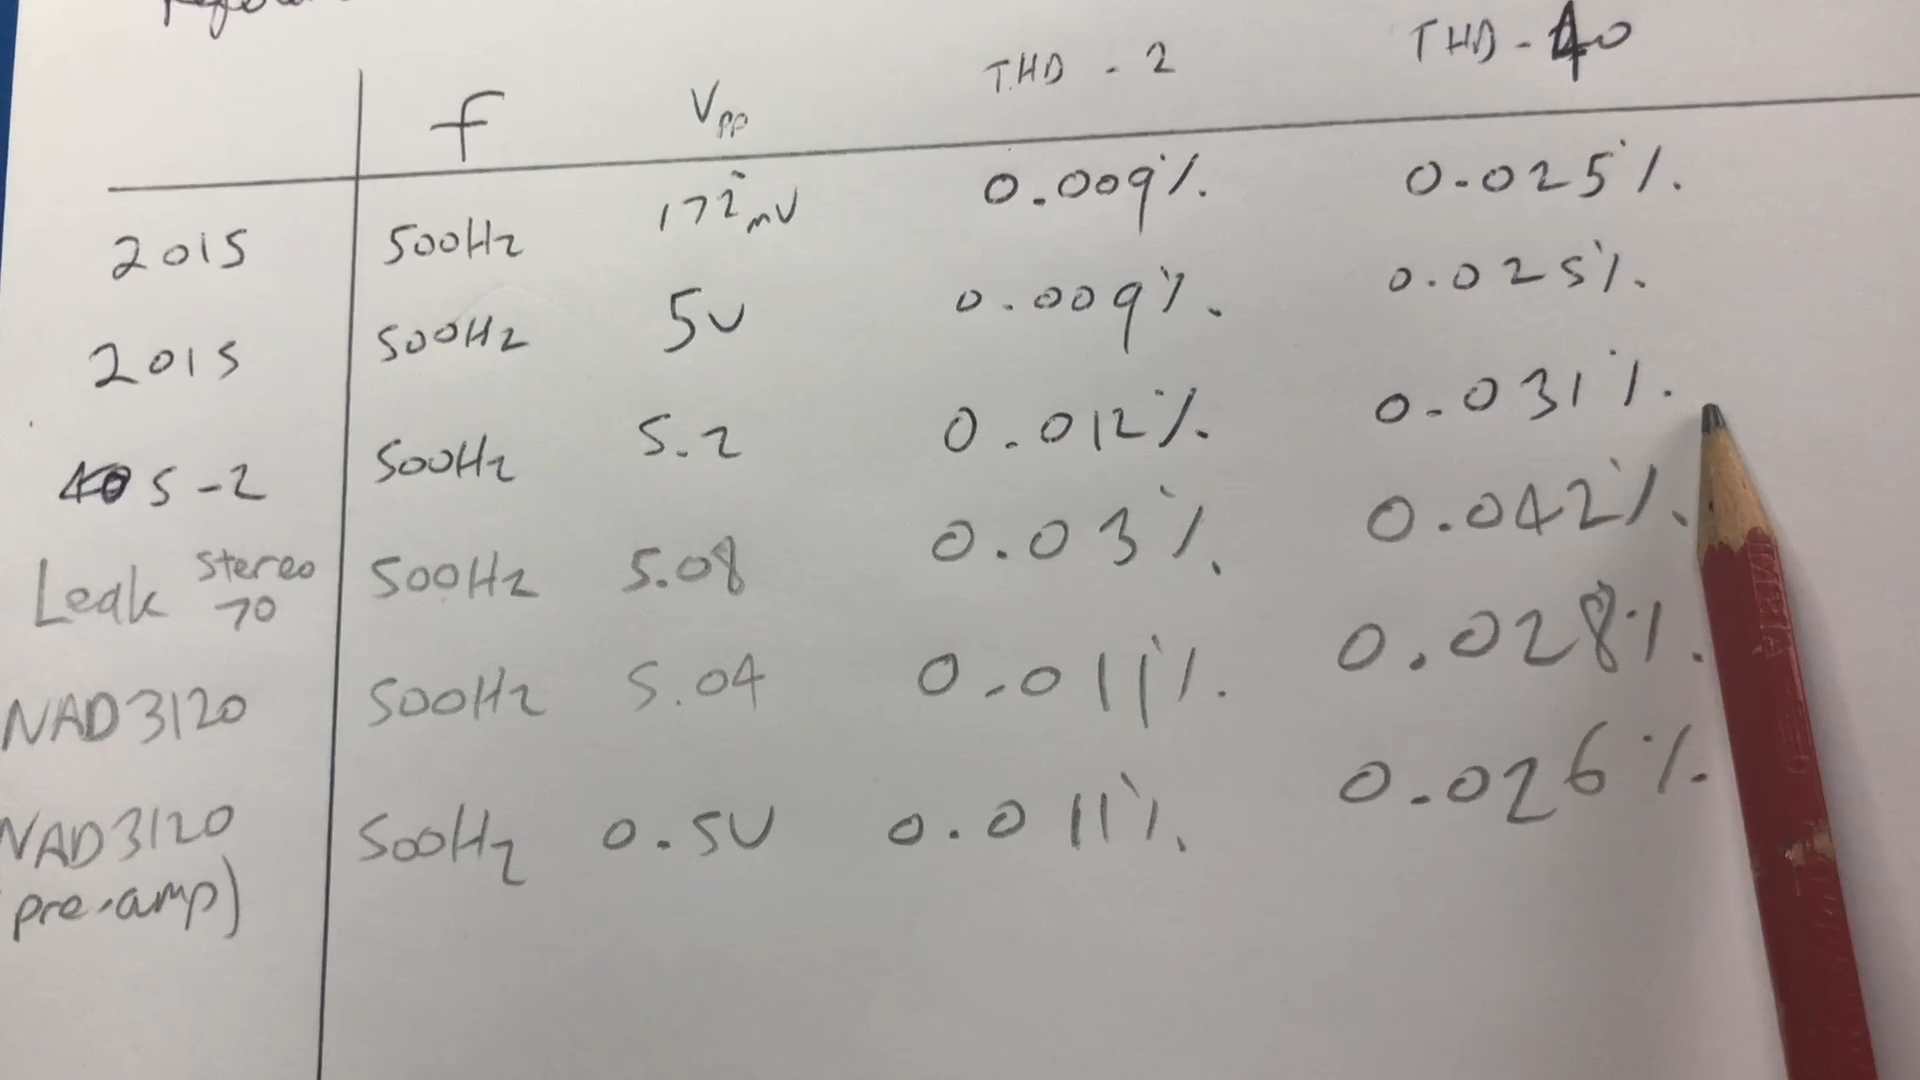 f Vpp THD - 2 THD - 40
2015 500Hz 172mV 0.009% 0.025%
2015 500Hz 5V 0.009% 0.025%
405-2 500Hz 5.2 0.012% 0.031%
Leak stereo 70 500Hz 5.08 0.03% 0.042%
NAD3120 500Hz 5.04 0.011% 0.028%
NAD3120 500Hz 0.5V 0.011% 0.026%
pre-amp)